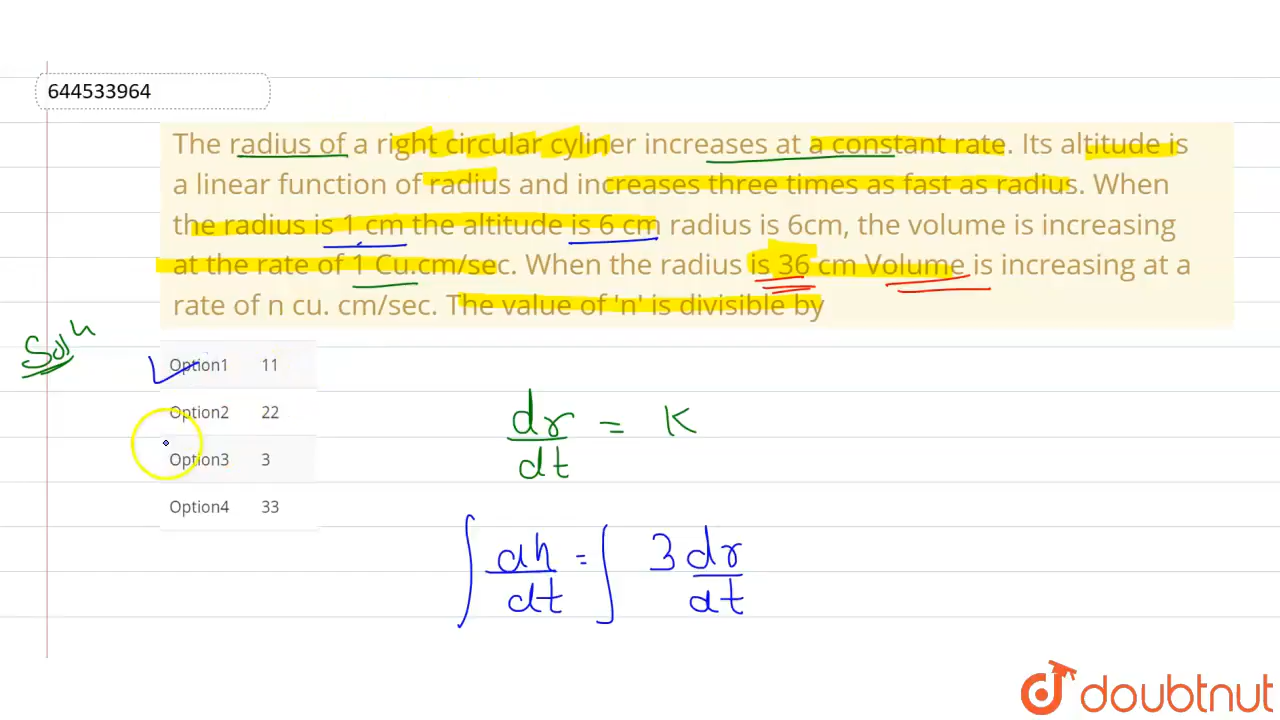 644533964
The radius of a right circular cyliner increases at a constant rate. Its altitude is
a linear function of radius and increases three times as fast as radius. When
the radius is 1 cm the altitude is 6 cm radius is 6cm, the volume is increasing
at the rate of 1 Cu.cm/sec. When the radius is 36 cm Volume is increasing at a
rate of n cu. cm/sec. The value of 'n' is divisible by
Solⁿ
Option1 11
Option2 22
Option3 3
Option4 33
dr/dt = K
∫ dh/dt = ∫ 3 dr/dt
doubtnut